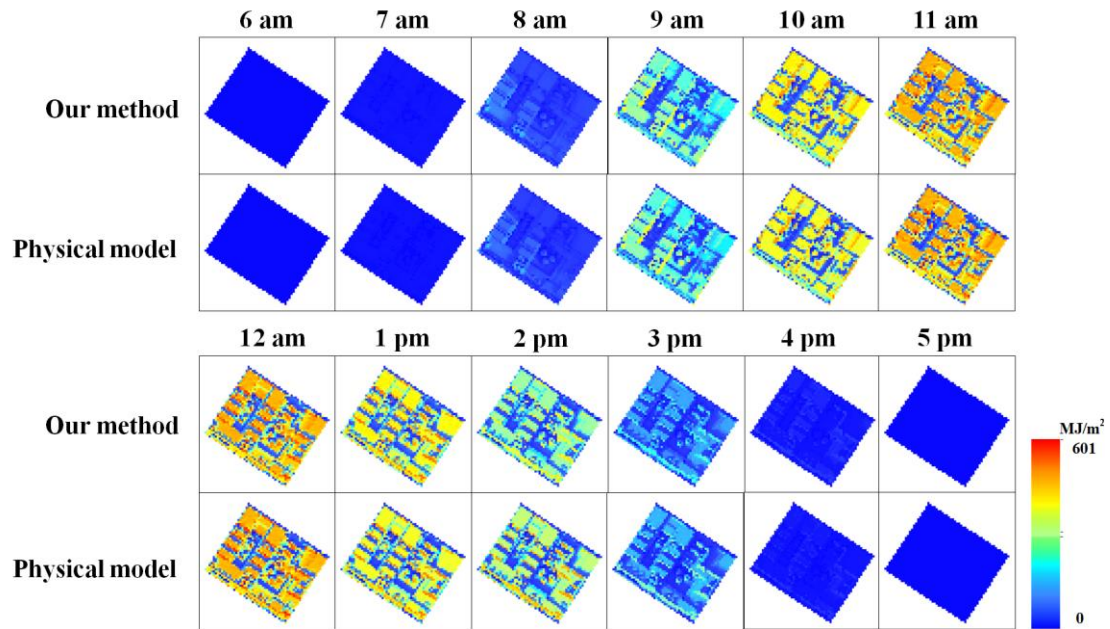 6 am 7 am 8 am 9 am 10 am 11 am
Our method
Physical model
12 am 1 pm 2 pm 3 pm 4 pm 5 pm
Our method
MJ/m²
601
Physical model
0